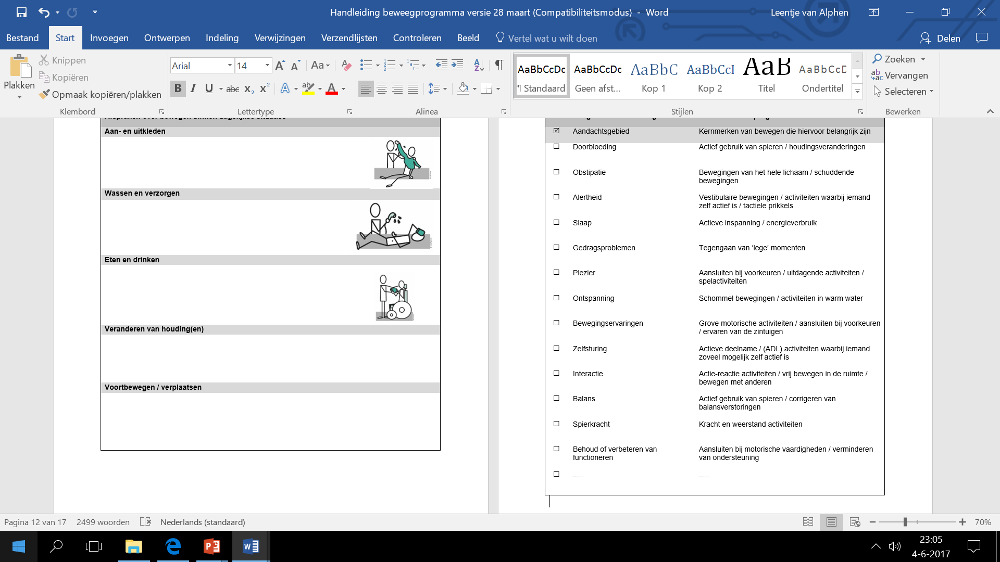 Handleiding beweegprogramma versie 28 maart (Compatibiliteitsmodus) - Word
Leentje van Alphen
Bestand
Start
Invoegen
Ontwerpen
Indeling
Verwijzingen
Verzendlijsten
Controleren
Beeld
Vertel wat u wilt doen
Delen
Plakken
Knippen
Kopiëren
Opmaak kopiëren/plakken
Klembord
Arial
14
Lettertype
Alinea
AaBbCcDc
¶ Standaard
AaBbCcDc
Geen afst...
AaBbC
Kop 1
AaBbCcI
Kop 2
AaB
Titel
AaBbCcD
Ondertitel
Stijlen
Zoeken
Vervangen
Selecteren
Bewerken
Aan- en uitkleden
Wassen en verzorgen
Eten en drinken
Veranderen van houding(en)
Voortbewegen / verplaatsen
☑ Aandachtsgebied Kernmerken van bewegen die hiervoor belangrijk zijn
☐ Doorbloeding Actief gebruik van spieren / houdingsveranderingen
☐ Obstipatie Bewegingen van het hele lichaam / schuddende
bewegingen
☐ Alertheid Vestibulaire bewegingen / activiteiten waarbij iemand
zelf actief is / tactiele prikkels
☐ Slaap Actieve inspanning / energieverbruik
☐ Gedragsproblemen Tegengaan van ‘lege’ momenten
☐ Plezier Aansluiten bij voorkeuren / uitdagende activiteiten /
spelactiviteiten
☐ Ontspanning Schommel bewegingen / activiteiten in warm water
☐ Bewegingservaringen Grove motorische activiteiten / aansluiten bij voorkeuren
/ ervaren van de zintuigen
☐ Zelfsturing Actieve deelname / (ADL) activiteiten waarbij iemand
zoveel mogelijk zelf actief is
☐ Interactie Actie-reactie activiteiten / vrij bewegen in de ruimte /
bewegen met anderen
☐ Balans Actief gebruik van spieren / corrigeren van
balansverstoringen
☐ Spierkracht Kracht en weerstand activiteiten
☐ Behoud of verbeteren van Aansluiten bij motorische vaardigheden / verminderen
functioneren van ondersteuning
☐ ..... .....
Pagina 12 van 17
2499 woorden
Nederlands (standaard)
70%
23:05
4-6-2017